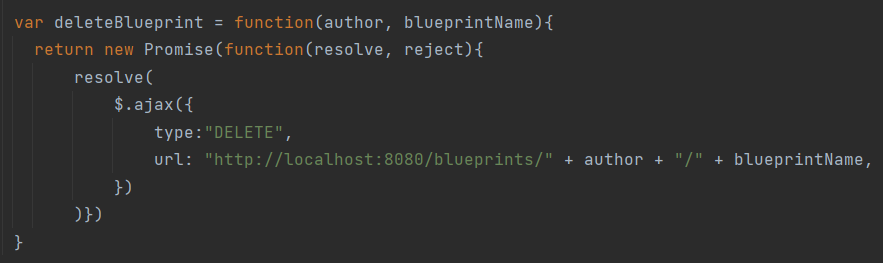 var deleteBlueprint = function(author, blueprintName){
  return new Promise(function(resolve, reject){
      resolve(
          $.ajax({
              type:"DELETE",
              url: "http://localhost:8080/blueprints/" + author + "/" + blueprintName,
          })
      )})
}